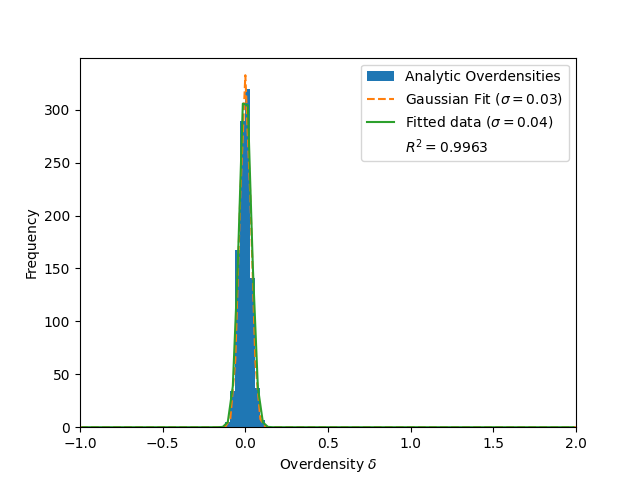 Analytic Overdensities
Gaussian Fit (σ = 0.03)
Fitted data (σ = 0.04)
R² = 0.9963
300
250
200
150
100
50
0
Frequency
−1.0 −0.5 0.0 0.5 1.0 1.5 2.0
Overdensity δ